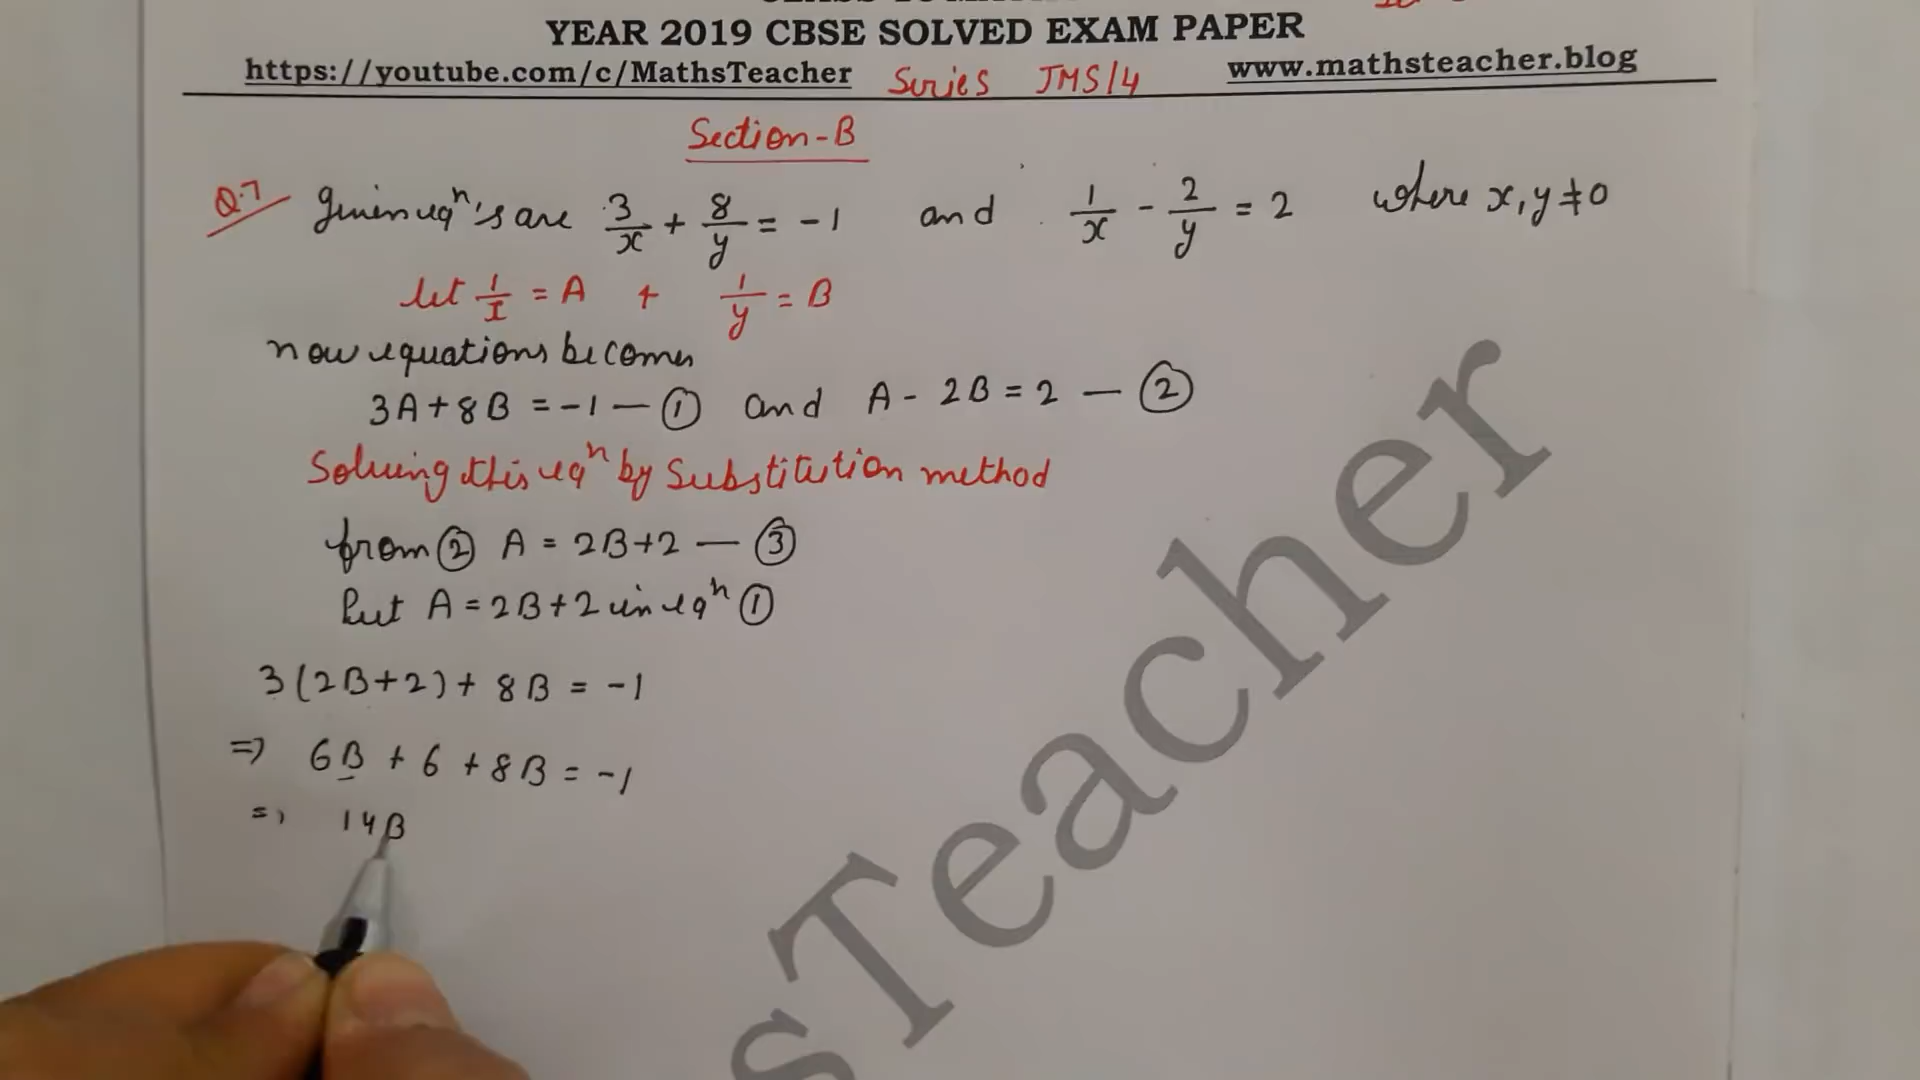 YEAR 2019 CBSE SOLVED EXAM PAPER
https://youtube.com/c/MathsTeacher Series JMS/4 www.mathsteacher.blog
Section-B
Q.7 Given eqⁿ's are 3/x + 8/y = -1 and 1/x - 2/y = 2 where x, y ≠ 0
let 1/x = A + 1/y = B
now equations becomes
3A+8B = -1 — ① and A - 2B = 2 — ②
Solving this eqⁿ by Substitution method
from ② A = 2B+2 — ③
Put A = 2B+2 in eqⁿ ①
3(2B+2) + 8B = -1
=> 6B + 6 + 8B = -1
=> 14B
sTeacher